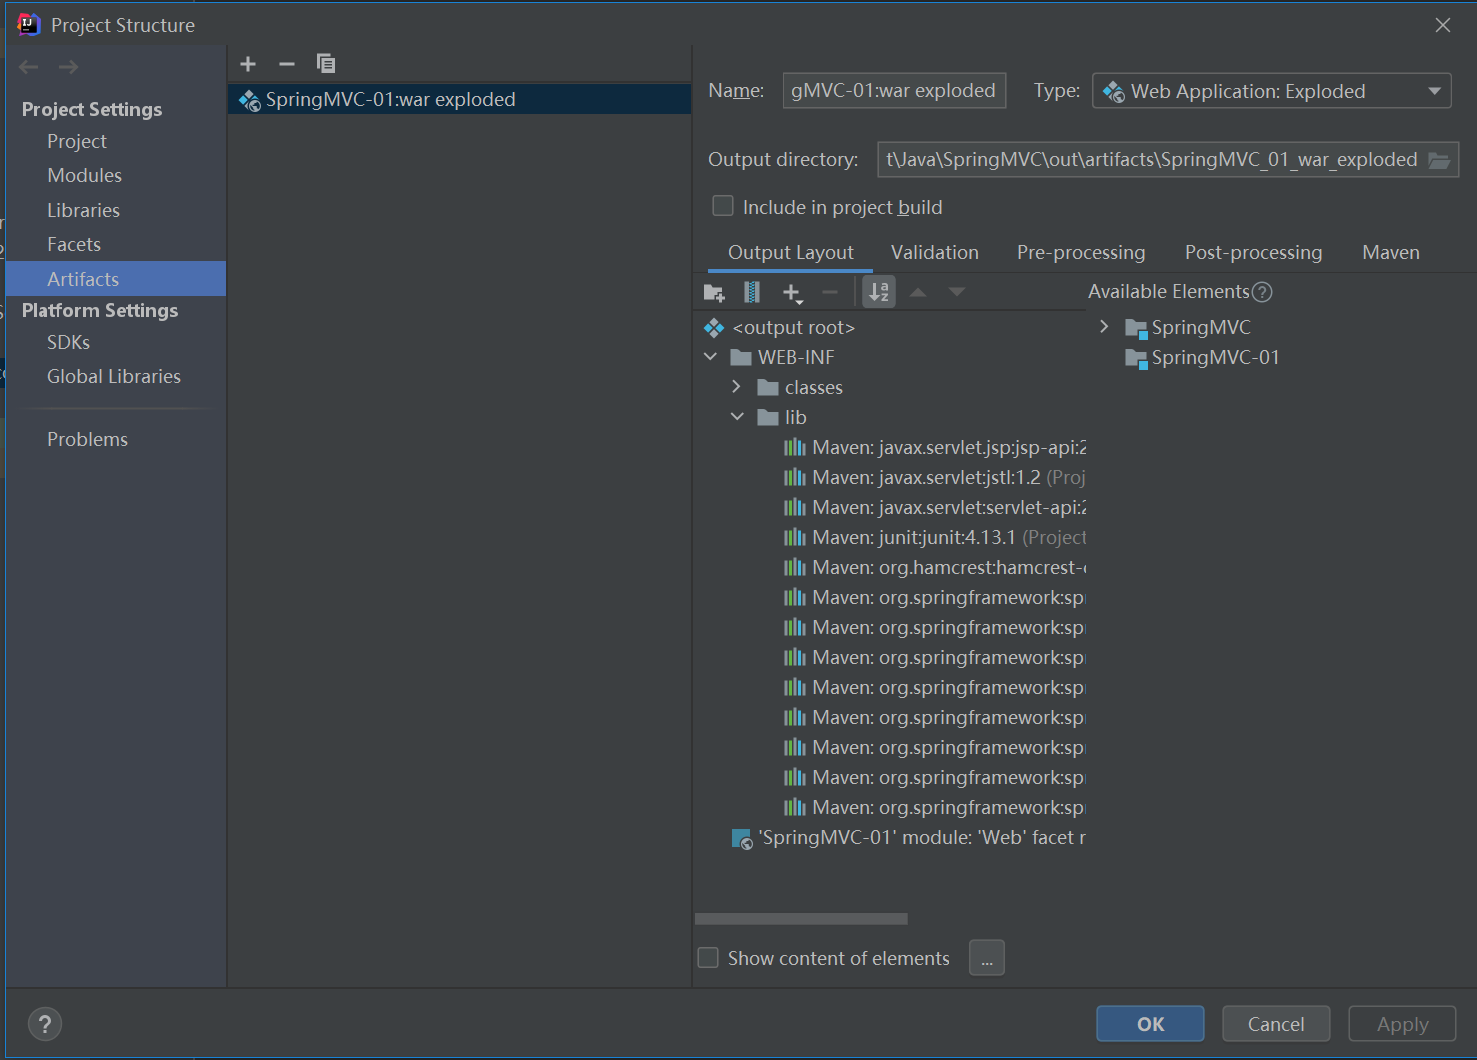 Project Structure
Project Settings
Project
Modules
Libraries
Facets
Artifacts
Platform Settings
SDKs
Global Libraries
Problems
SpringMVC-01:war exploded
Name: gMVC-01:war exploded Type: Web Application: Exploded
Output directory: t\Java\SpringMVC\out\artifacts\SpringMVC_01_war_exploded
Include in project build
Output Layout Validation Pre-processing Post-processing Maven
Available Elements
<output root>
WEB-INF
classes
lib
Maven: javax.servlet.jsp:jsp-api:2
Maven: javax.servlet:jstl:1.2 (Proj
Maven: javax.servlet:servlet-api:2
Maven: junit:junit:4.13.1 (Project
Maven: org.hamcrest:hamcrest-c
Maven: org.springframework:sp
Maven: org.springframework:sp
Maven: org.springframework:sp
Maven: org.springframework:sp
Maven: org.springframework:sp
Maven: org.springframework:sp
Maven: org.springframework:sp
Maven: org.springframework:sp
'SpringMVC-01' module: 'Web' facet r
SpringMVC
SpringMVC-01
Show content of elements ...
? OK Cancel Apply